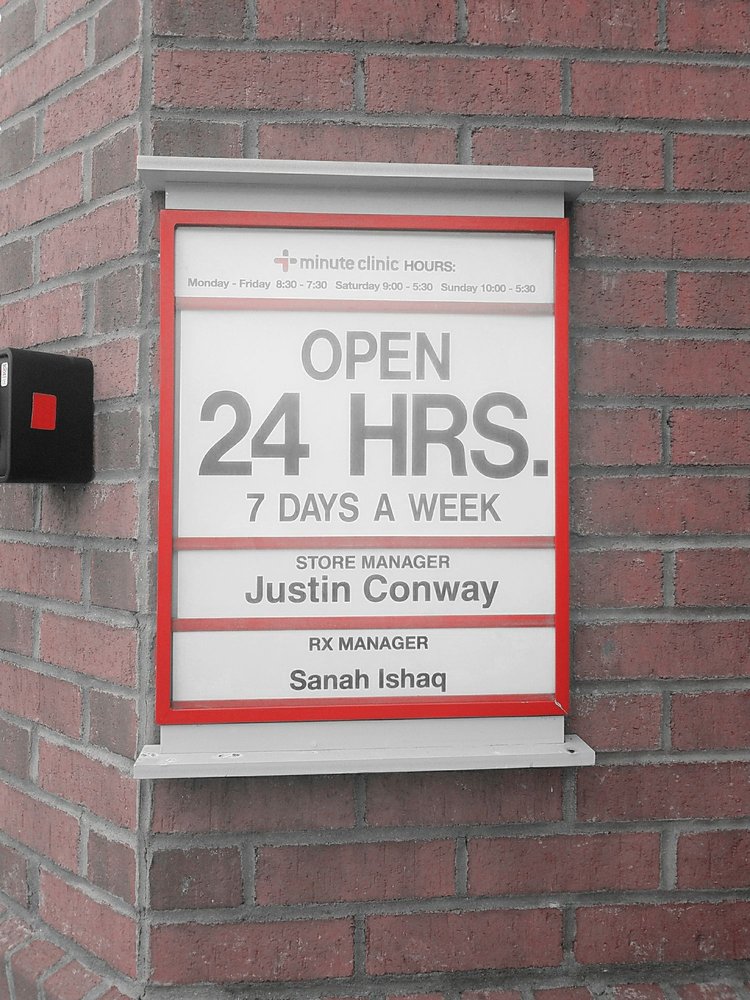 minute clinic HOURS:
Monday - Friday 8:30 - 7:30 Saturday 9:00 - 5:30 Sunday 10:00 - 5:30
OPEN
24 HRS.
7 DAYS A WEEK
STORE MANAGER
Justin Conway
RX MANAGER
Sanah Ishaq